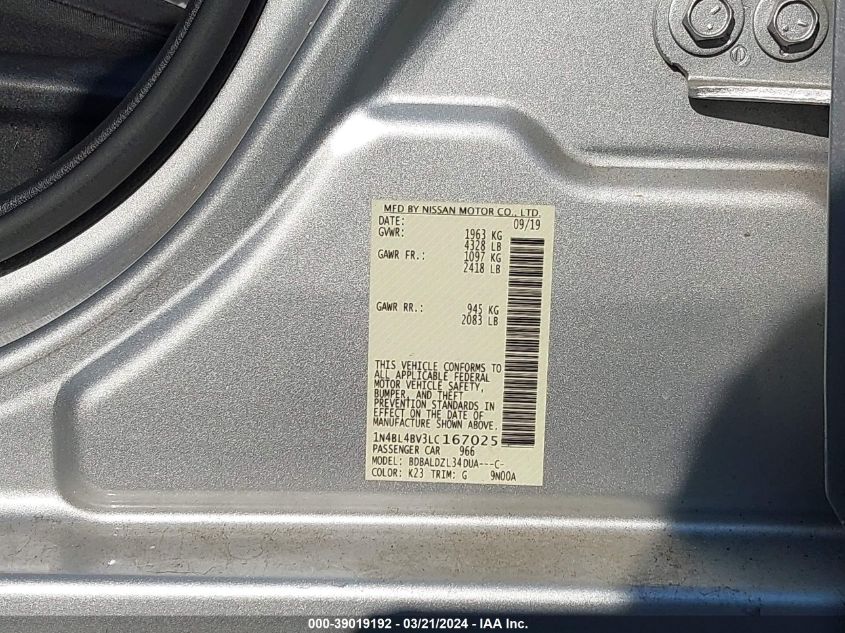 MFD BY NISSAN MOTOR CO., LTD.
DATE: 09/19
GVWR: 1963 KG
4328 LB
GAWR FR.: 1097 KG
2418 LB
GAWR RR.: 945 KG
2083 LB
THIS VEHICLE CONFORMS TO
ALL APPLICABLE FEDERAL
MOTOR VEHICLE SAFETY,
BUMPER, AND THEFT
PREVENTION STANDARDS IN
EFFECT ON THE DATE OF
MANUFACTURE SHOWN ABOVE.
1N4BL4BV3LC167025
PASSENGER CAR 966
MODEL: BDBALDZL34DUA---C-
COLOR: K23 TRIM: G 9N00A
000-39019192 - 03/21/2024 - IAA Inc.